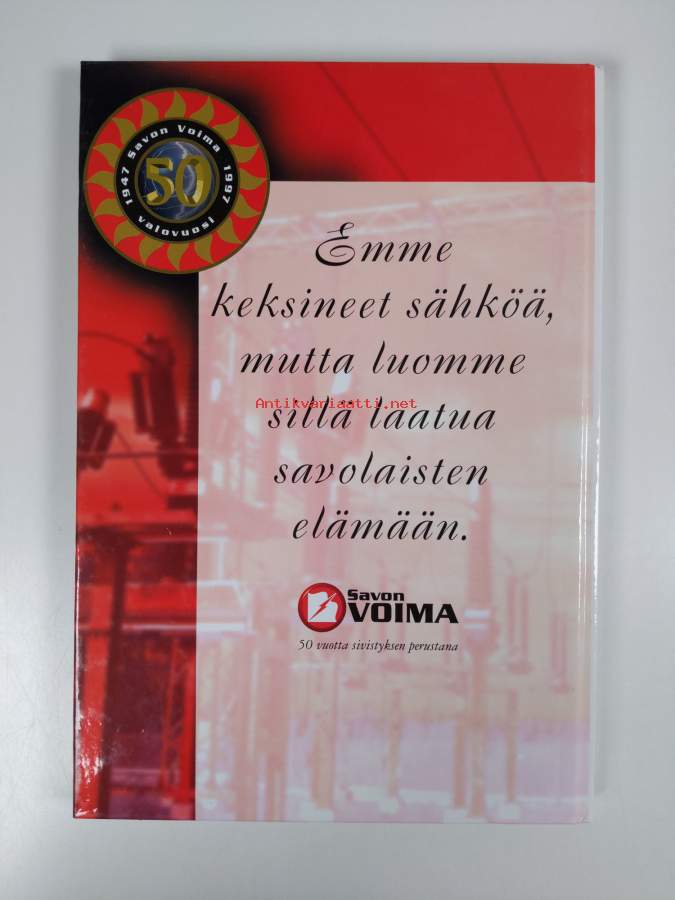 1947 Savon Voima 1997
50
valovuosi
Emme
keksineet sähköä,
mutta luomme
Antikvariaatti.net
sillä laatua
savolaisten
elämään.
Savon
VOIMA
50 vuotta sivistyksen perustana